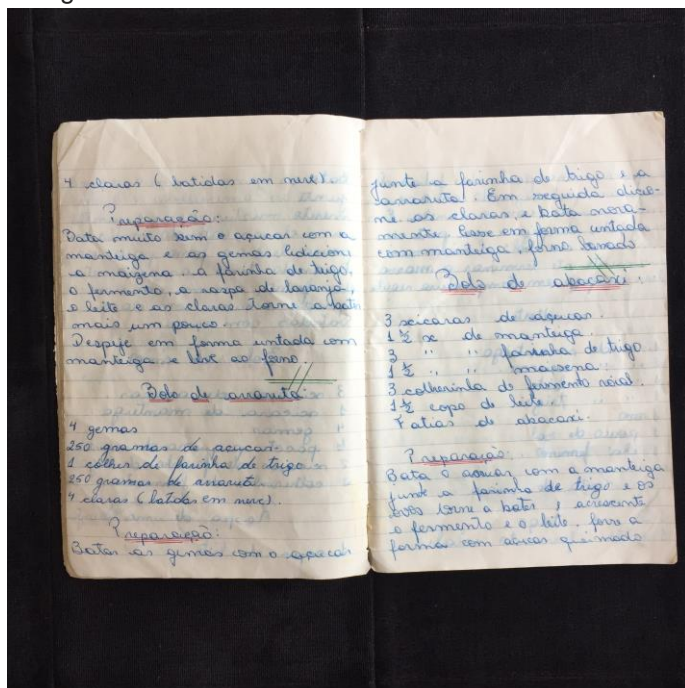 4 claras (batidas em neve)
Preparação:
Bata muito bem o açucar com a
manteiga e as gemas. Adicione
a maizena, a farinha de trigo,
o fermento, a raspa de laranja,
o leite e as claras. Torne a bater
mais um pouco.
Despeje em forma untada com
manteiga e leve ao forno.
Bolo de araruta
4 gemas
250 gramas de açucar
1 colher de farinha de trigo
250 gramas de araruta
4 claras (batidas em neve).
Preparação:
Bater as gemas com o açucar
junte a farinha de trigo e a
araruta. Em seguida dicio-
ne as claras, e bata nova-
mente, leve em forma untada
com manteiga, forno brando
Bolo de abacaxi.
3 xicaras de açucar.
1 ½ x de manteiga.
3 " " farinha de trigo
1 ½ " " maisena.
3 colherinha de fermento roial.
1 ½ copo de leite
7 fatias de abacaxi.
Preparação:
Bata o açucar com a manteiga
junte a farinha de trigo e os
ovos torne a bater, acrescente
o fermento e o leite. forre a
forma com açucar queimado